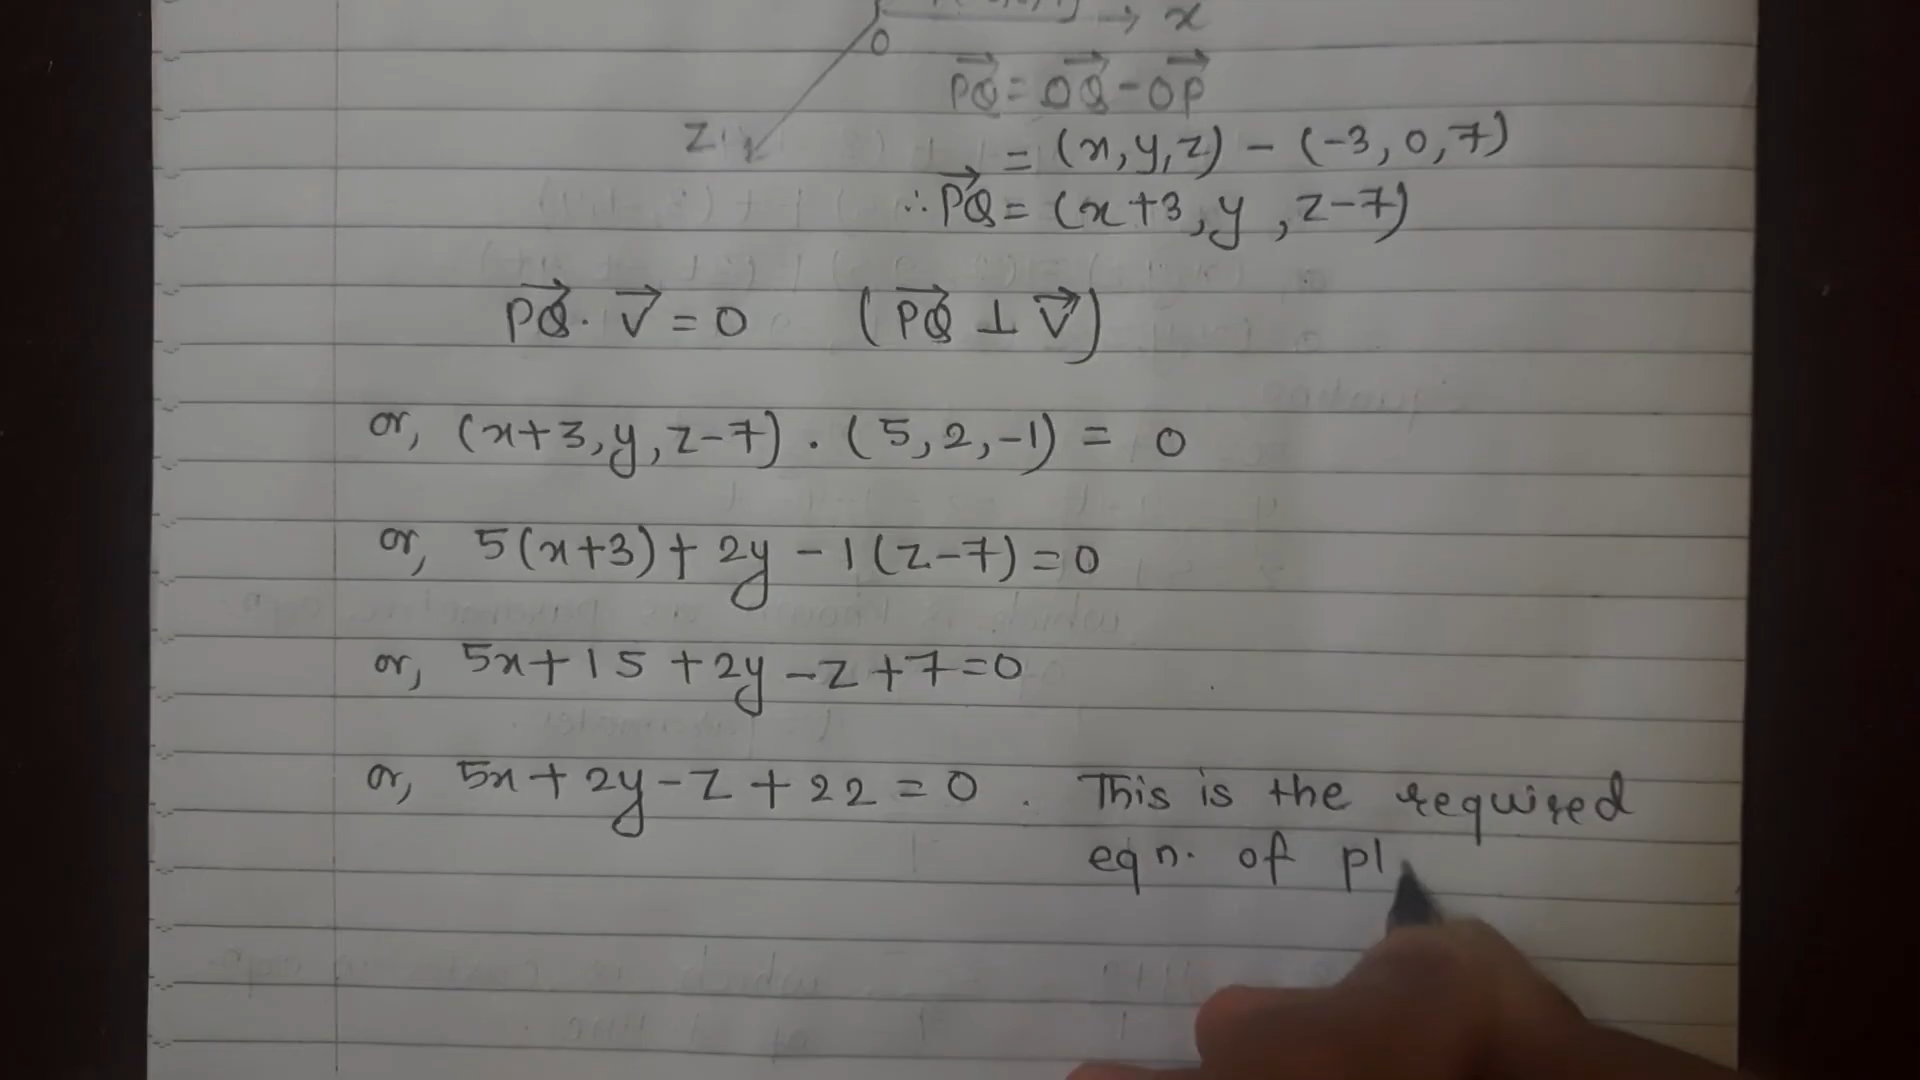 → x
O
PQ⃗ = OQ⃗ - OP⃗
Z
= (x, y, z) - (-3, 0, 7)
∴ PQ⃗ = (x+3, y, z-7)
PQ⃗ . V⃗ = 0 (PQ⃗ ⊥ V⃗)
or, (x+3, y, z-7) . (5, 2, -1) = 0
or, 5(x+3) + 2y - 1(z-7) = 0
or, 5x + 15 + 2y - z + 7 = 0
or, 5x + 2y - z + 22 = 0 . This is the required
eqn. of pl